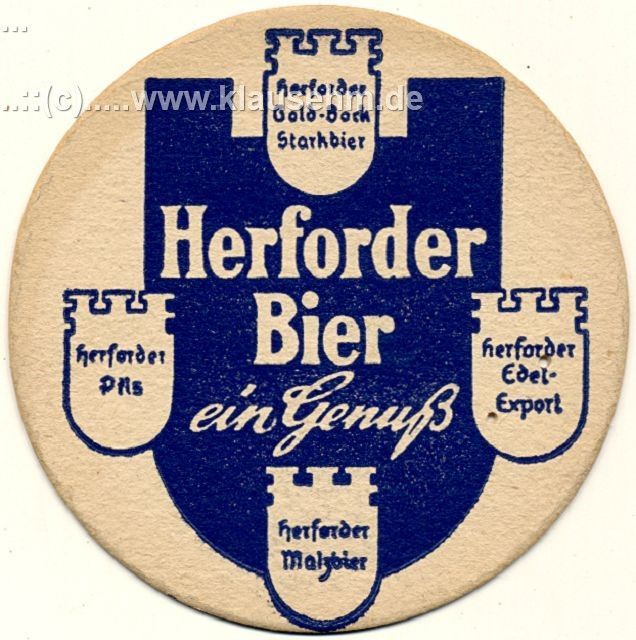 ...
..::(c).....www.klausehm.de
Herforder
Gold-Bock
Starkbier
Herforder
Bier
ein Genuß
Herforder
Pils
Herforder
Edel-
Export
Herforder
Malzbier